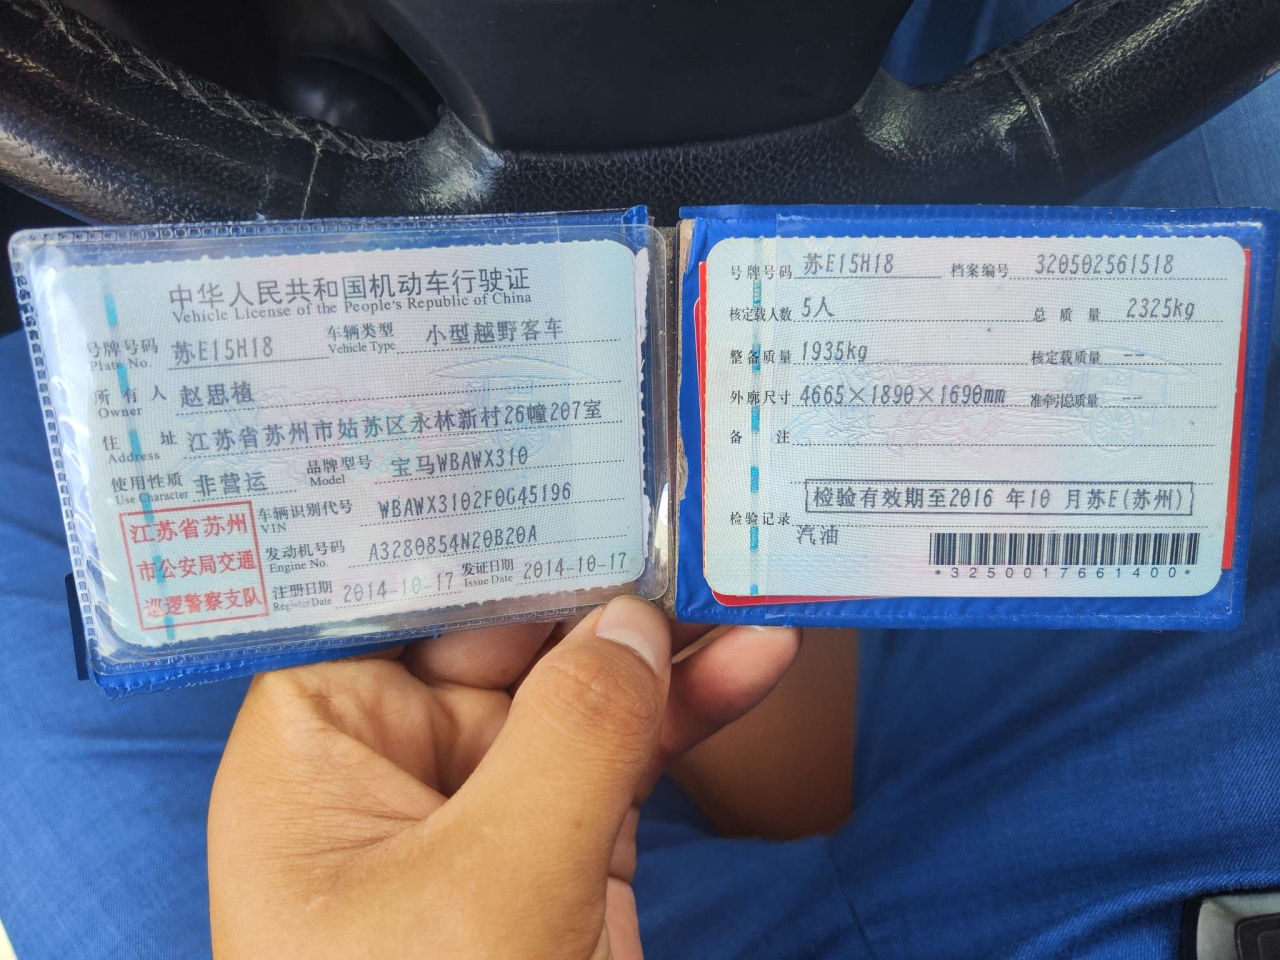 中华人民共和国机动车行驶证
Vehicle License of the People's Republic of China
号牌号码 苏E15H18 车辆类型 小型越野客车
Plate No. Vehicle Type
所有人 赵思植
Owner
住址 江苏省苏州市姑苏区永林新村26幢207室
Address
使用性质 非营运 品牌型号 宝马WBAWX310
Use Character Model
江苏省苏州
市公安局交通
巡逻警察支队
车辆识别代号 WBAWX3102F0G45196
VIN
发动机号码 A3280854N20B20A
Engine No.
注册日期 2014-10-17 发证日期 2014-10-17
Register Date Issue Date
号牌号码 苏E15H18 档案编号 320502561518
核定载人数 5人 总质量 2325kg
整备质量 1935kg 核定载质量 --
外廓尺寸 4665×1890×1690mm 准牵引总质量 --
备注
检验有效期至2016 年10 月苏E(苏州)
检验记录
汽油
*3250017661400*